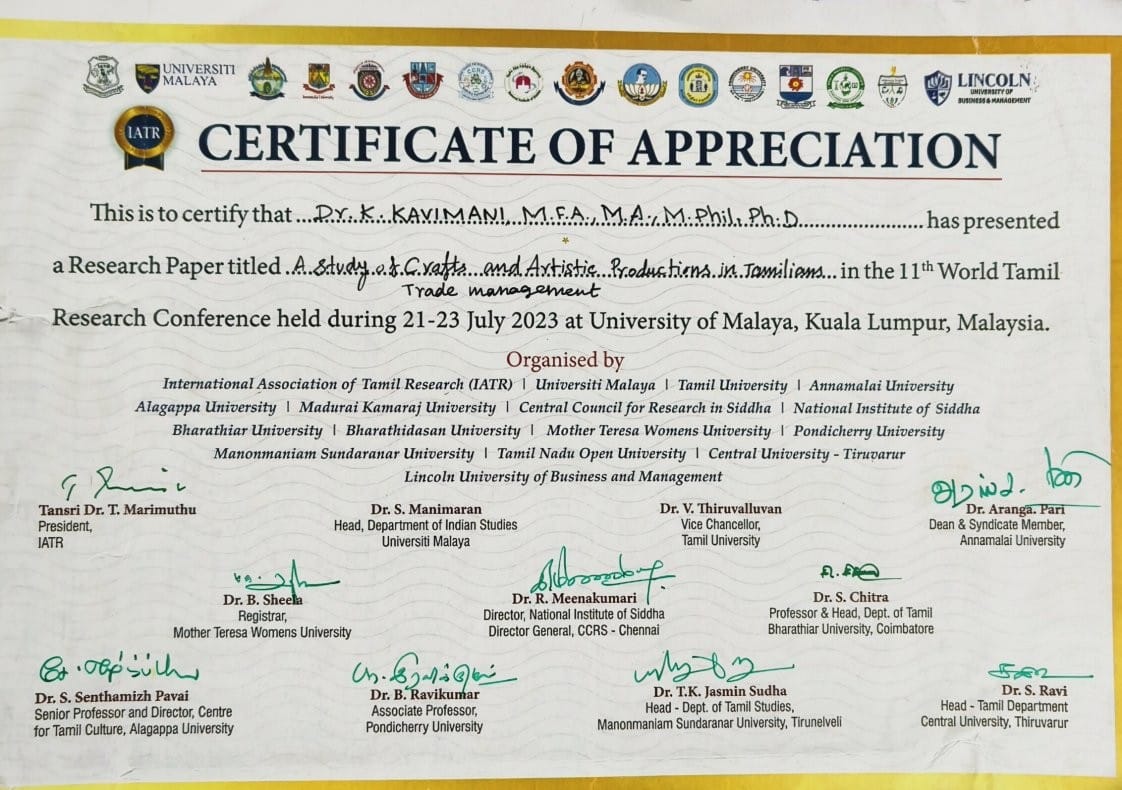 UNIVERSITI
MALAYA
LINCOLN
UNIVERSITY OF
BUSINESS & MANAGEMENT
IATR
CERTIFICATE OF APPRECIATION
This is to certify that ...Dr. K. KAVIMANI, M.F.A., M.A., M.Phil., Ph.D........................ has presented
a Research Paper titled .A Study of Crafts and Artistic Productions in Tamilians... in the 11th World Tamil
Trade management
Research Conference held during 21-23 July 2023 at University of Malaya, Kuala Lumpur, Malaysia.
Organised by
International Association of Tamil Research (IATR) | Universiti Malaya | Tamil University | Annamalai University
Alagappa University | Madurai Kamaraj University | Central Council for Research in Siddha | National Institute of Siddha
Bharathiar University | Bharathidasan University | Mother Teresa Womens University | Pondicherry University
Manonmaniam Sundaranar University | Tamil Nadu Open University | Central University - Tiruvarur
Lincoln University of Business and Management
Tansri Dr. T. Marimuthu
President,
IATR
Dr. S. Manimaran
Head, Department of Indian Studies
Universiti Malaya
Dr. V. Thiruvalluvan
Vice Chancellor,
Tamil University
Dr. Aranga. Pari
Dean & Syndicate Member,
Annamalai University
Dr. B. Sheela
Registrar,
Mother Teresa Womens University
Dr. R. Meenakumari
Director, National Institute of Siddha
Director General, CCRS - Chennai
Dr. S. Chitra
Professor & Head, Dept. of Tamil
Bharathiar University, Coimbatore
Dr. S. Senthamizh Pavai
Senior Professor and Director, Centre
for Tamil Culture, Alagappa University
Dr. B. Ravikumar
Associate Professor,
Pondicherry University
Dr. T.K. Jasmin Sudha
Head - Dept. of Tamil Studies,
Manonmaniam Sundaranar University, Tirunelveli
Dr. S. Ravi
Head - Tamil Department
Central University, Thiruvarur